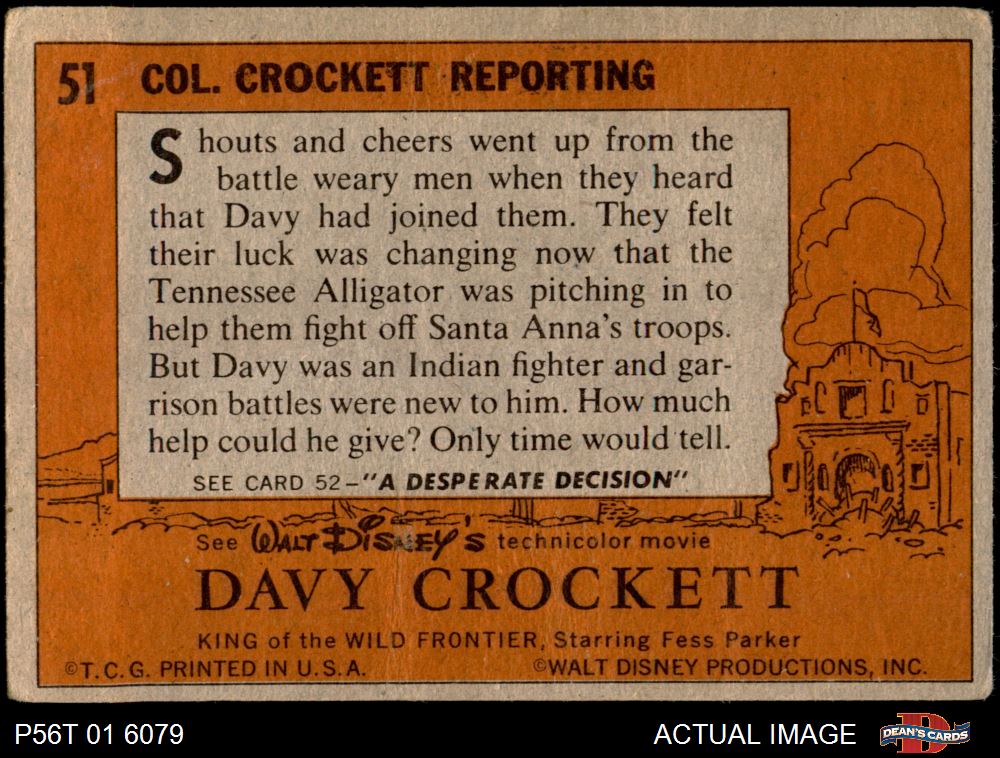 51 COL. CROCKETT REPORTING
Shouts and cheers went up from the
battle weary men when they heard
that Davy had joined them. They felt
their luck was changing now that the
Tennessee Alligator was pitching in to
help them fight off Santa Anna's troops.
But Davy was an Indian fighter and gar-
rison battles were new to him. How much
help could he give? Only time would tell.
SEE CARD 52-"A DESPERATE DECISION"
See WALT DISNEY'S technicolor movie
DAVY CROCKETT
KING of the WILD FRONTIER, Starring Fess Parker
©T.C.G. PRINTED IN U.S.A. ©WALT DISNEY PRODUCTIONS, INC.
P56T 01 6079 ACTUAL IMAGE DEAN'S CARDS